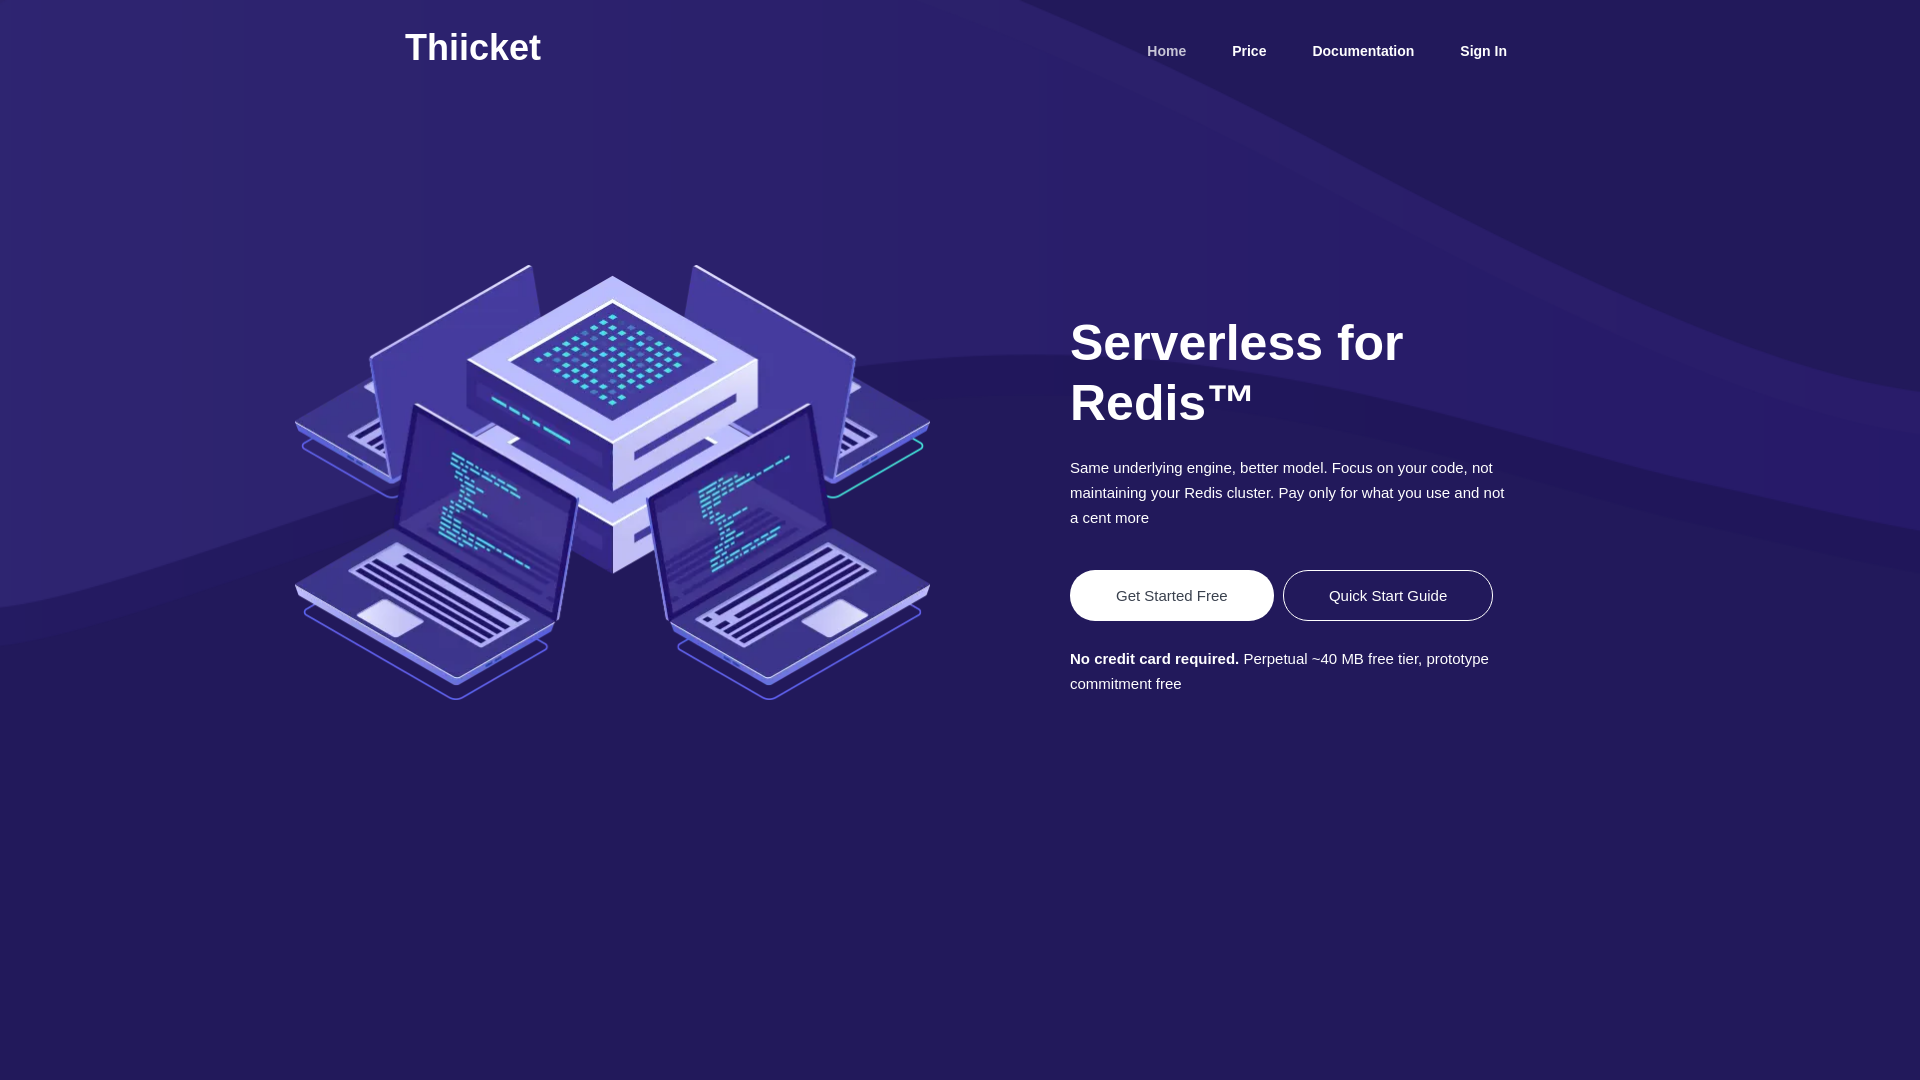 Thiicket
Home Price Documentation Sign In
Serverless for
Redis™
Same underlying engine, better model. Focus on your code, not
maintaining your Redis cluster. Pay only for what you use and not
a cent more
Get Started Free Quick Start Guide
No credit card required. Perpetual ~40 MB free tier, prototype
commitment free